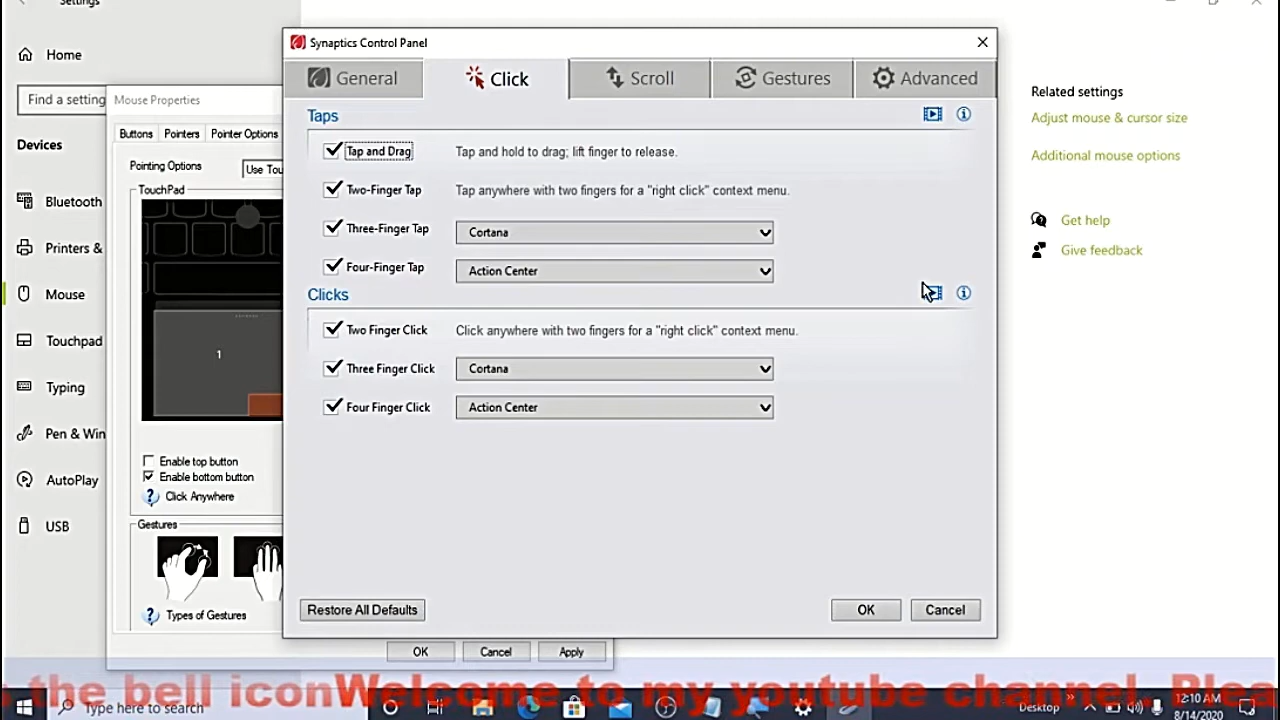 Settings
Home
Find a setting
Devices
Bluetooth
Printers &
Mouse
Touchpad
Typing
Pen & Win
AutoPlay
USB
Mouse Properties
Buttons Pointers Pointer Options
Pointing Options
Use Tou
TouchPad
1
Enable top button
Enable bottom button
Click Anywhere
Gestures
Types of Gestures
OK Cancel Apply
Synaptics Control Panel
General Click Scroll Gestures Advanced
Taps
Tap and Drag Tap and hold to drag; lift finger to release.
Two-Finger Tap Tap anywhere with two fingers for a "right click" context menu.
Three-Finger Tap Cortana
Four-Finger Tap Action Center
Clicks
Two Finger Click Click anywhere with two fingers for a "right click" context menu.
Three Finger Click Cortana
Four Finger Click Action Center
Restore All Defaults OK Cancel
Related settings
Adjust mouse & cursor size
Additional mouse options
Get help
Give feedback
the bell iconWelcome to my youtube channel. Plea
Type here to search
Desktop
12:10 AM
8/14/2020